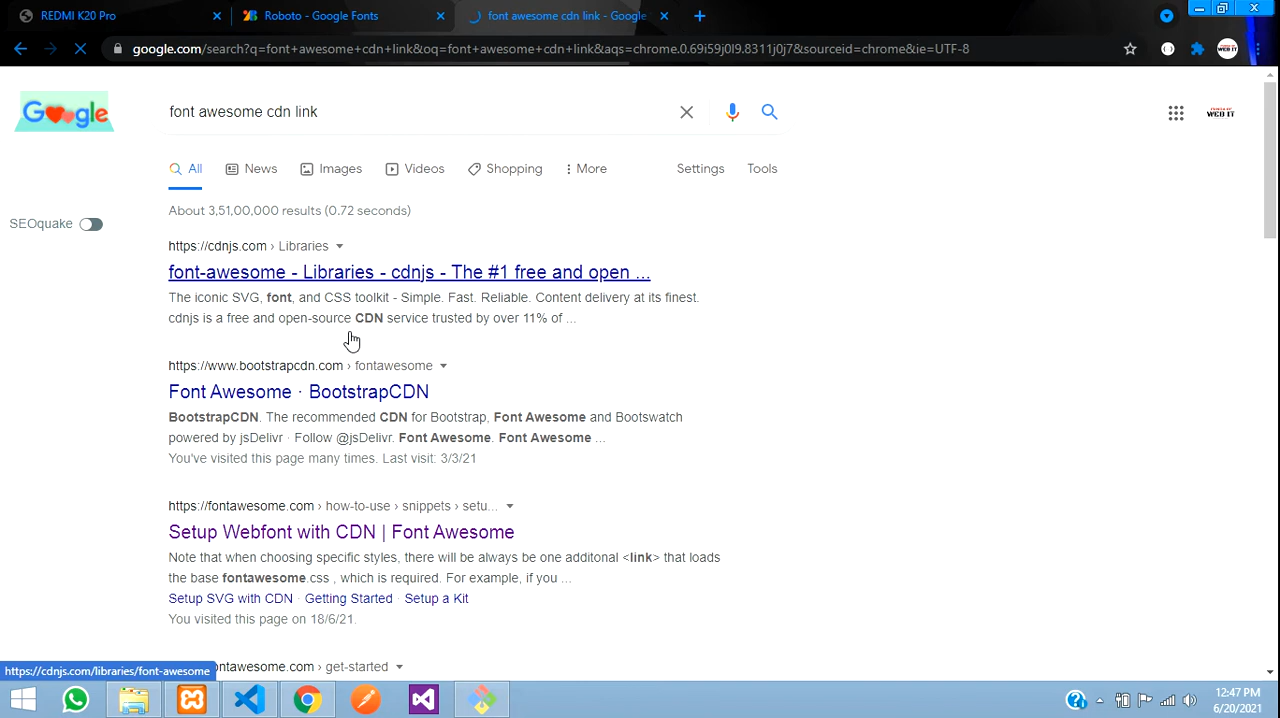 REDMI K20 Pro
Roboto - Google Fonts
font awesome cdn link - Google
google.com/search?q=font+awesome+cdn+link&oq=font+awesome+cdn+link&aqs=chrome.0.69i59j0l9.8311j0j7&sourceid=chrome&ie=UTF-8
Google
font awesome cdn link
WEB IT
All
News
Images
Videos
Shopping
More
Settings
Tools
About 3,51,00,000 results (0.72 seconds)
SEOquake
https://cdnjs.com › Libraries
font-awesome - Libraries - cdnjs - The #1 free and open ...
The iconic SVG, font, and CSS toolkit - Simple. Fast. Reliable. Content delivery at its finest.
cdnjs is a free and open-source CDN service trusted by over 11% of ...
https://www.bootstrapcdn.com › fontawesome
Font Awesome · BootstrapCDN
BootstrapCDN. The recommended CDN for Bootstrap, Font Awesome and Bootswatch
powered by jsDelivr · Follow @jsDelivr. Font Awesome. Font Awesome ...
You've visited this page many times. Last visit: 3/3/21
https://fontawesome.com › how-to-use › snippets › setu...
Setup Webfont with CDN | Font Awesome
Note that when choosing specific styles, there will be always be one additonal <link> that loads
the base fontawesome.css , which is required. For example, if you ...
Setup SVG with CDN · Getting Started · Setup a Kit
You visited this page on 18/6/21.
ontawesome.com › get-started
https://cdnjs.com/libraries/font-awesome
12:47 PM
6/20/2021